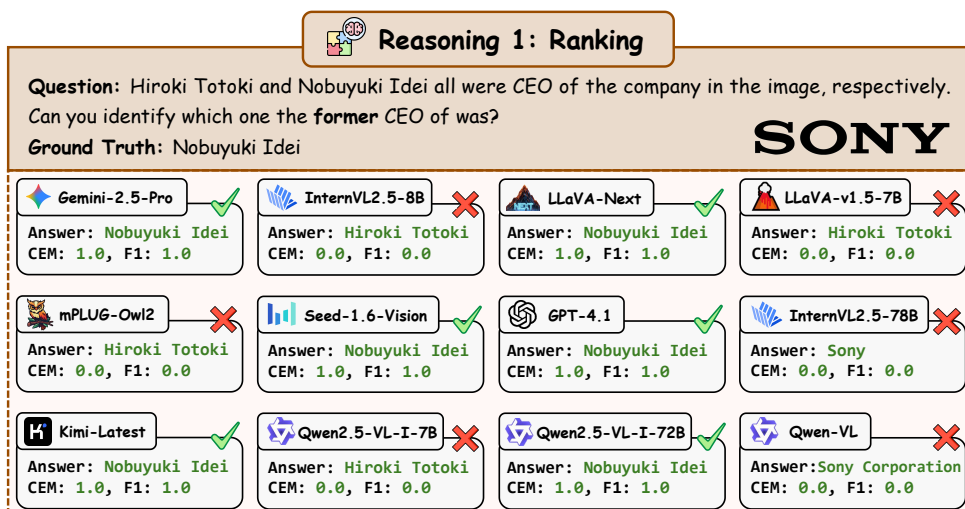 Reasoning 1: Ranking
Question: Hiroki Totoki and Nobuyuki Idei all were CEO of the company in the image, respectively.
Can you identify which one the former CEO of was?
Ground Truth: Nobuyuki Idei
SONY
Gemini-2.5-Pro
Answer: Nobuyuki Idei
CEM: 1.0, F1: 1.0
InternVL2.5-8B
Answer: Hiroki Totoki
CEM: 0.0, F1: 0.0
NEXT
LLaVA-Next
Answer: Nobuyuki Idei
CEM: 1.0, F1: 1.0
LLaVA-v1.5-7B
Answer: Hiroki Totoki
CEM: 0.0, F1: 0.0
mPLUG-Owl2
Answer: Hiroki Totoki
CEM: 0.0, F1: 0.0
Seed-1.6-Vision
Answer: Nobuyuki Idei
CEM: 1.0, F1: 1.0
GPT-4.1
Answer: Nobuyuki Idei
CEM: 1.0, F1: 1.0
InternVL2.5-78B
Answer: Sony
CEM: 0.0, F1: 0.0
K
Kimi-Latest
Answer: Nobuyuki Idei
CEM: 1.0, F1: 1.0
Qwen2.5-VL-I-7B
Answer: Hiroki Totoki
CEM: 0.0, F1: 0.0
Qwen2.5-VL-I-72B
Answer: Nobuyuki Idei
CEM: 1.0, F1: 1.0
Qwen-VL
Answer:Sony Corporation
CEM: 0.0, F1: 0.0